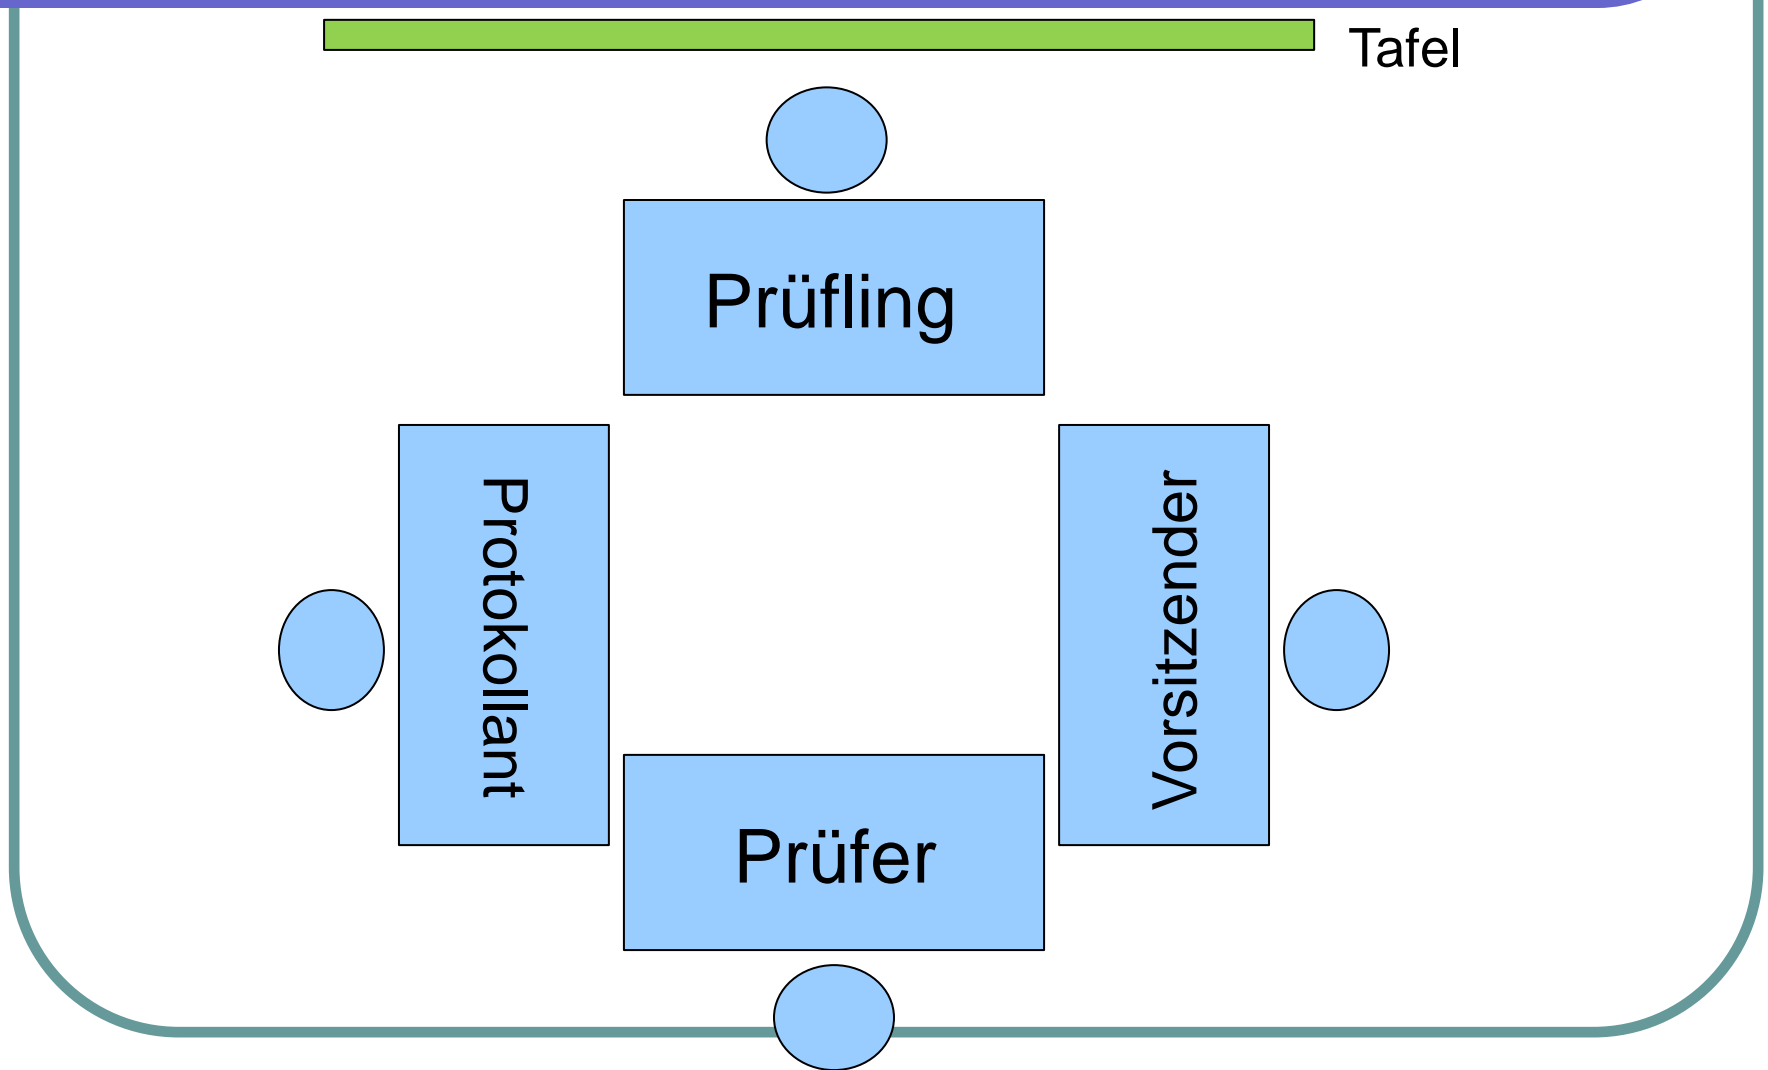 Tafel
Prüfling
Protokollant
Vorsitzender
Prüfer